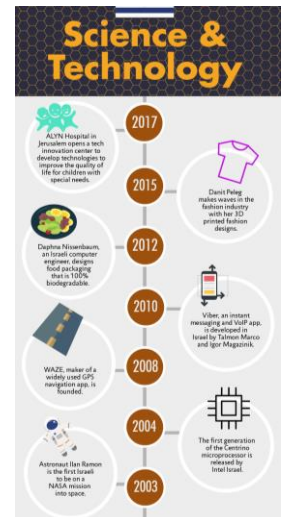 Science &
Technology
2017
ALYN Hospital in
Jerusalem opens a tech
innovation center to
develop technologies to
improve the quality of
life for children with
special needs.
2015
Danit Peleg
makes waves in the
fashion industry
with her 3D
printed fashion
designs.
2012
Daphna Nissenbaum,
an Israeli computer
engineer, designs
food packaging
that is 100%
biodegradable.
2010
Viber, an instant
messaging and VoIP app,
is developed in
Israel by Talmon Marco
and Igor Magazinik.
2008
WAZE, maker of a
widely used GPS
navigation app, is
founded.
2004
The first generation
of the Centrino
microprocessor is
released by
Intel Israel.
2003
Astronaut Ilan Ramon
is the first Israeli
to be on a
NASA mission
into space.